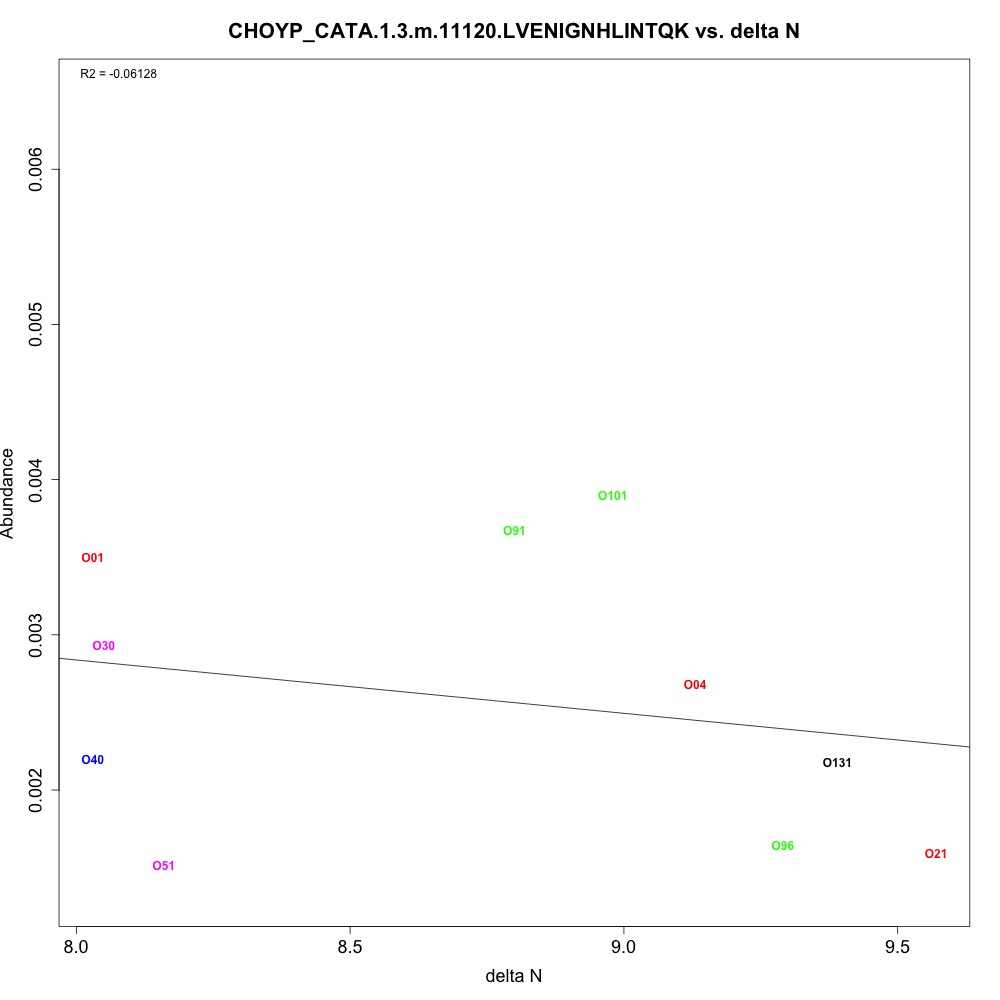 CHOYP_CATA.1.3.m.11120.LVENIGNHLINTQK vs. delta N
R2 = -0.06128
0.006
0.005
0.004
0.003
0.002
Abundance
O101
O91
O01
O30
O04
O40
O131
O96
O21
O51
8.0 8.5 9.0 9.5
delta N